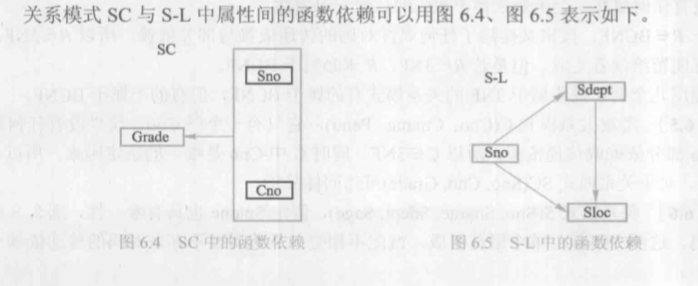 关系模式 SC 与 S-L 中属性间的函数依赖可以用图 6.4、图 6.5 表示如下。
SC
Sno
Grade
Cno
图 6.4 SC 中的函数依赖
S-L
Sdept
Sno
Sloc
图 6.5 S-L 中的函数依赖